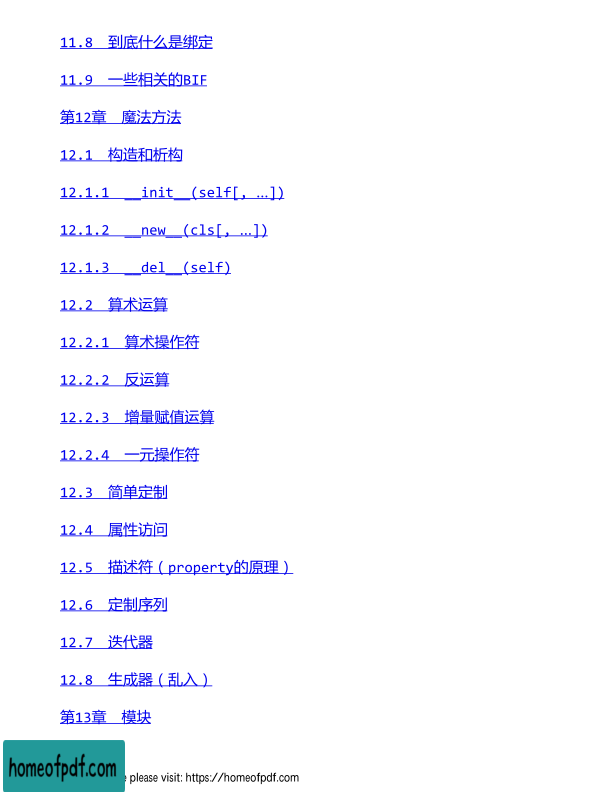 11.8 到底什么是绑定
11.9 一些相关的BIF
第12章 魔法方法
12.1 构造和析构
12.1.1 __init__(self[, …])
12.1.2 __new__(cls[, …])
12.1.3 __del__(self)
12.2 算术运算
12.2.1 算术操作符
12.2.2 反运算
12.2.3 增量赋值运算
12.2.4 一元操作符
12.3 简单定制
12.4 属性访问
12.5 描述符（property的原理）
12.6 定制序列
12.7 迭代器
12.8 生成器（乱入）
第13章 模块
homeofpdf.com
please visit: https://homeofpdf.com